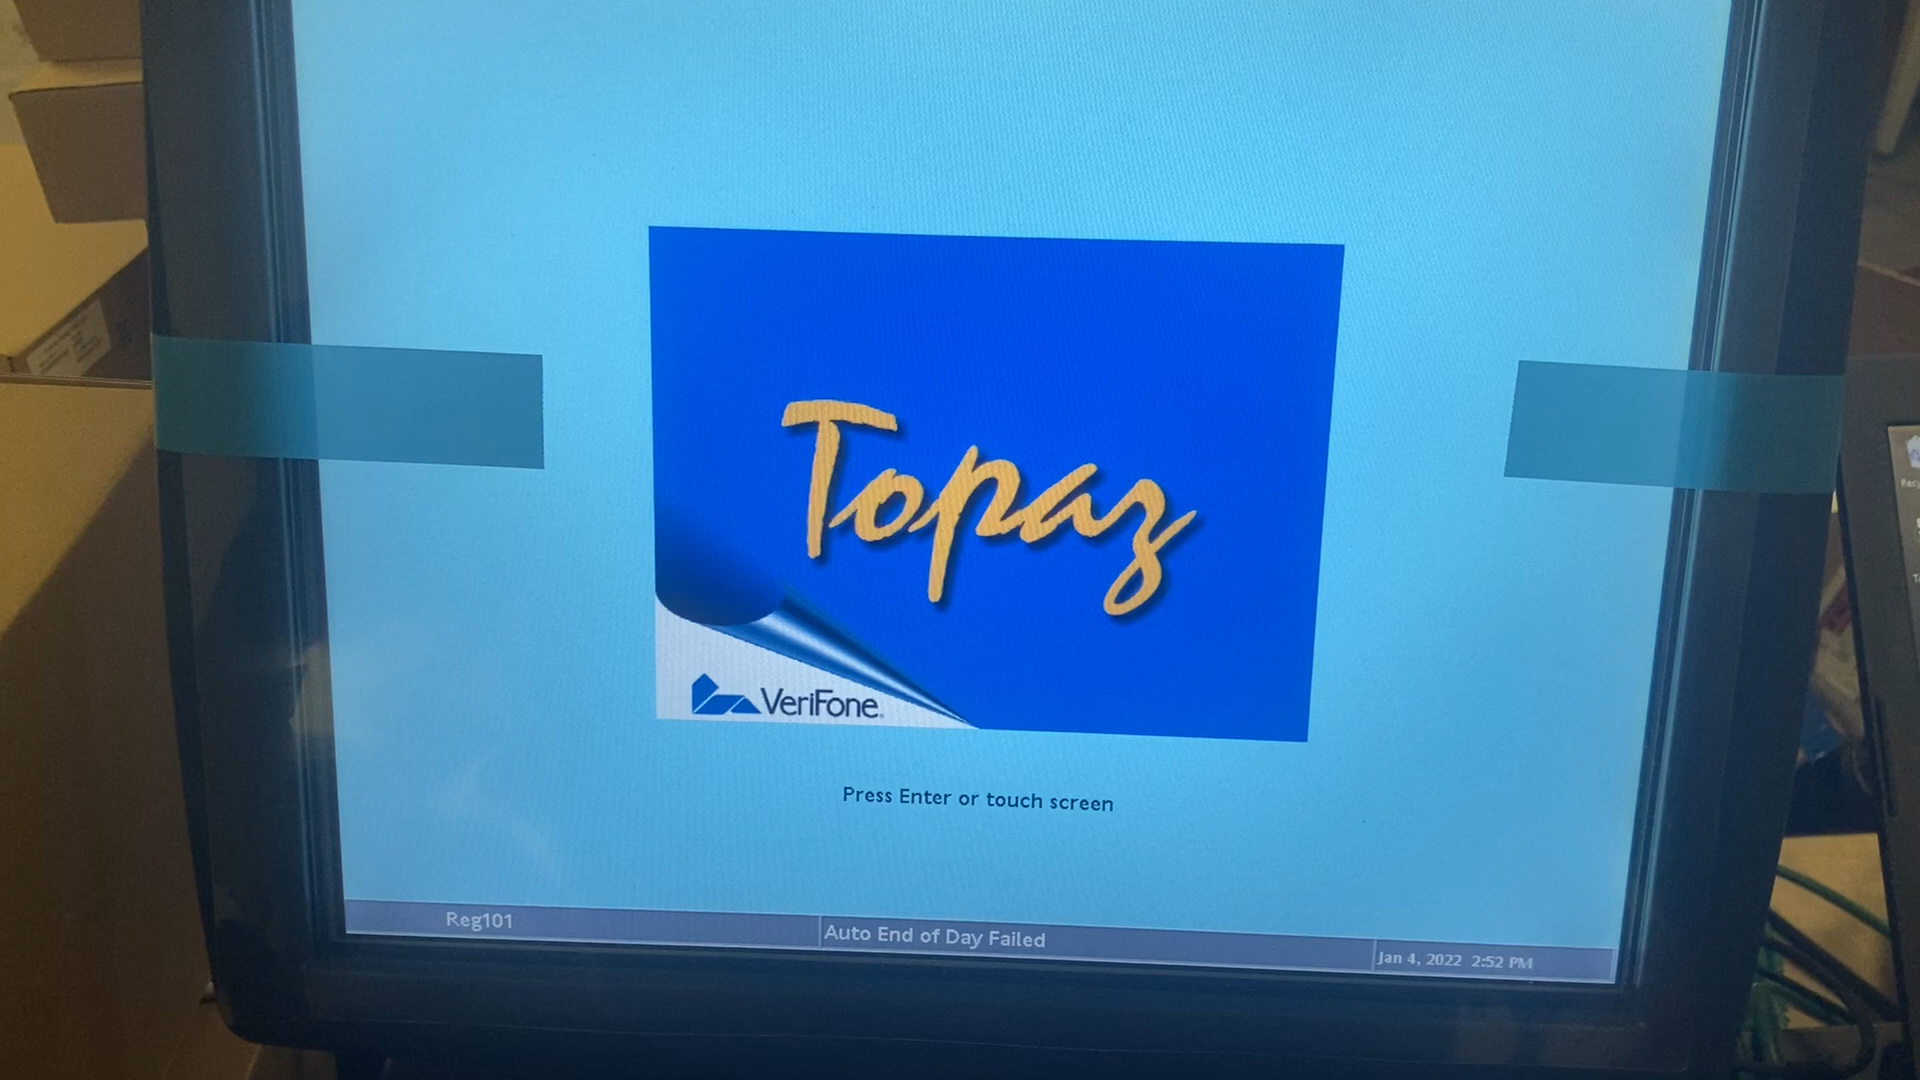 Topaz
VeriFone
Press Enter or touch screen
Reg101
Auto End of Day Failed
Jan 4, 2022 2:52 PM